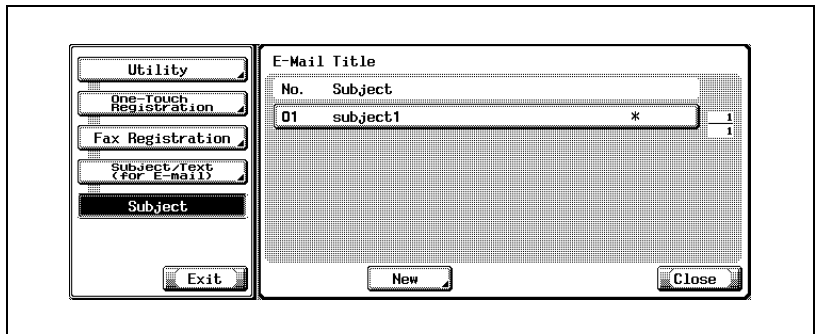 Utility
One-Touch
Registration
Fax Registration
Subject/Text
(for E-mail)
Subject
Exit
E-Mail Title
No. Subject
01 subject1 *
1
1
New
Close